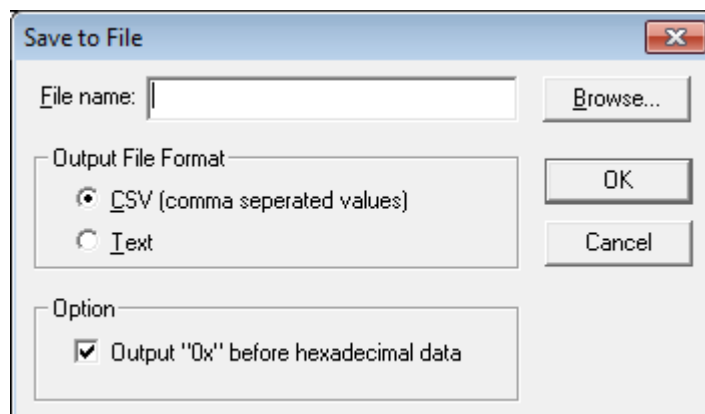 Save to File
File name:
Browse...
Output File Format
CSV (comma seperated values)
OK
Text
Cancel
Option
Output "0x" before hexadecimal data